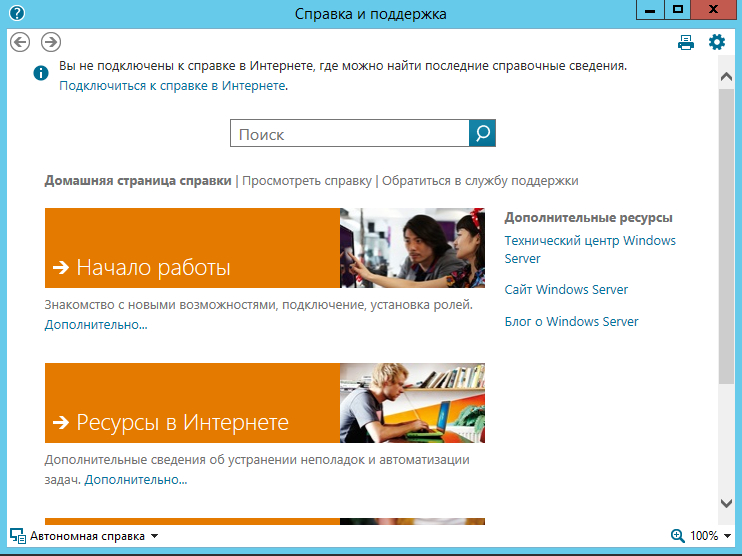 Справка и поддержка
Вы не подключены к справке в Интернете, где можно найти последние справочные сведения.
Подключиться к справке в Интернете.
Поиск
Домашняя страница справки | Просмотреть справку | Обратиться в службу поддержки
Начало работы
Знакомство с новыми возможностями, подключение, установка ролей.
Дополнительно...
Ресурсы в Интернете
Дополнительные сведения об устранении неполадок и автоматизации
задач. Дополнительно...
Дополнительные ресурсы
Технический центр Windows
Server
Сайт Windows Server
Блог о Windows Server
Автономная справка
100%